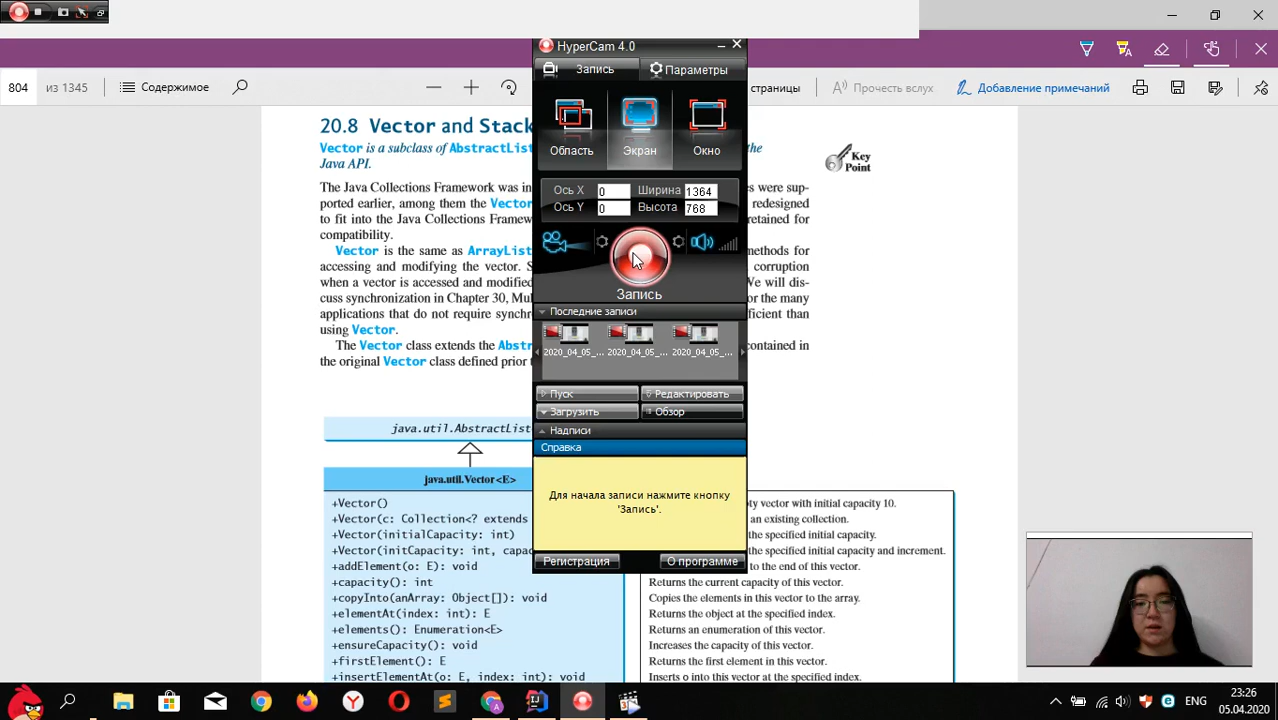 HyperCam 4.0
Запись
Параметры
804 из 1345
Содержание
страницы
Прочесть вслух
Добавление примечаний
20.8 Vector and Stack
Vector is a subclass of AbstractList
the
Java API.
Key
Point
The Java Collections Framework was in
es were sup-
ported earlier, among them the Vector
redesigned
to fit into the Java Collections Framework
retained for
compatibility.
Vector is the same as ArrayList
methods for
accessing and modifying the vector. S
corruption
when a vector is accessed and modified
We will dis-
cuss synchronization in Chapter 30, Mul
or the many
applications that do not require synchr
ficient than
using Vector.
The Vector class extends the Abstr
contained in
the original Vector class defined prior t
Область
Экран
Окно
Ось X 0 Ширина 1364
Ось Y 0 Высота 768
Запись
Последние записи
2020_04_05_... 2020_04_05_... 2020_04_05_...
Пуск
Редактировать
Загрузить
Обзор
Надписи
Справка
Для начала записи нажмите кнопку
'Запись'.
Регистрация
О программе
java.util.AbstractList
java.util.Vector<E>
+Vector()
pty vector with initial capacity 10.
+Vector(c: Collection<? extends
an existing collection.
+Vector(initialCapacity: int)
the specified initial capacity.
+Vector(initCapacity: int, capac
the specified initial capacity and increment.
+addElement(o: E): void
to the end of this vector.
+capacity(): int
Returns the current capacity of this vector.
+copyInto(anArray: Object[]): void
Copies the elements in this vector to the array.
+elementAt(index: int): E
Returns the object at the specified index.
+elements(): Enumeration<E>
Returns an enumeration of this vector.
+ensureCapacity(): void
Increases the capacity of this vector.
+firstElement(): E
Returns the first element in this vector.
+insertElementAt(o: E, index: int): void
Inserts o into this vector at the specified index.
ENG
23:26
05.04.2020